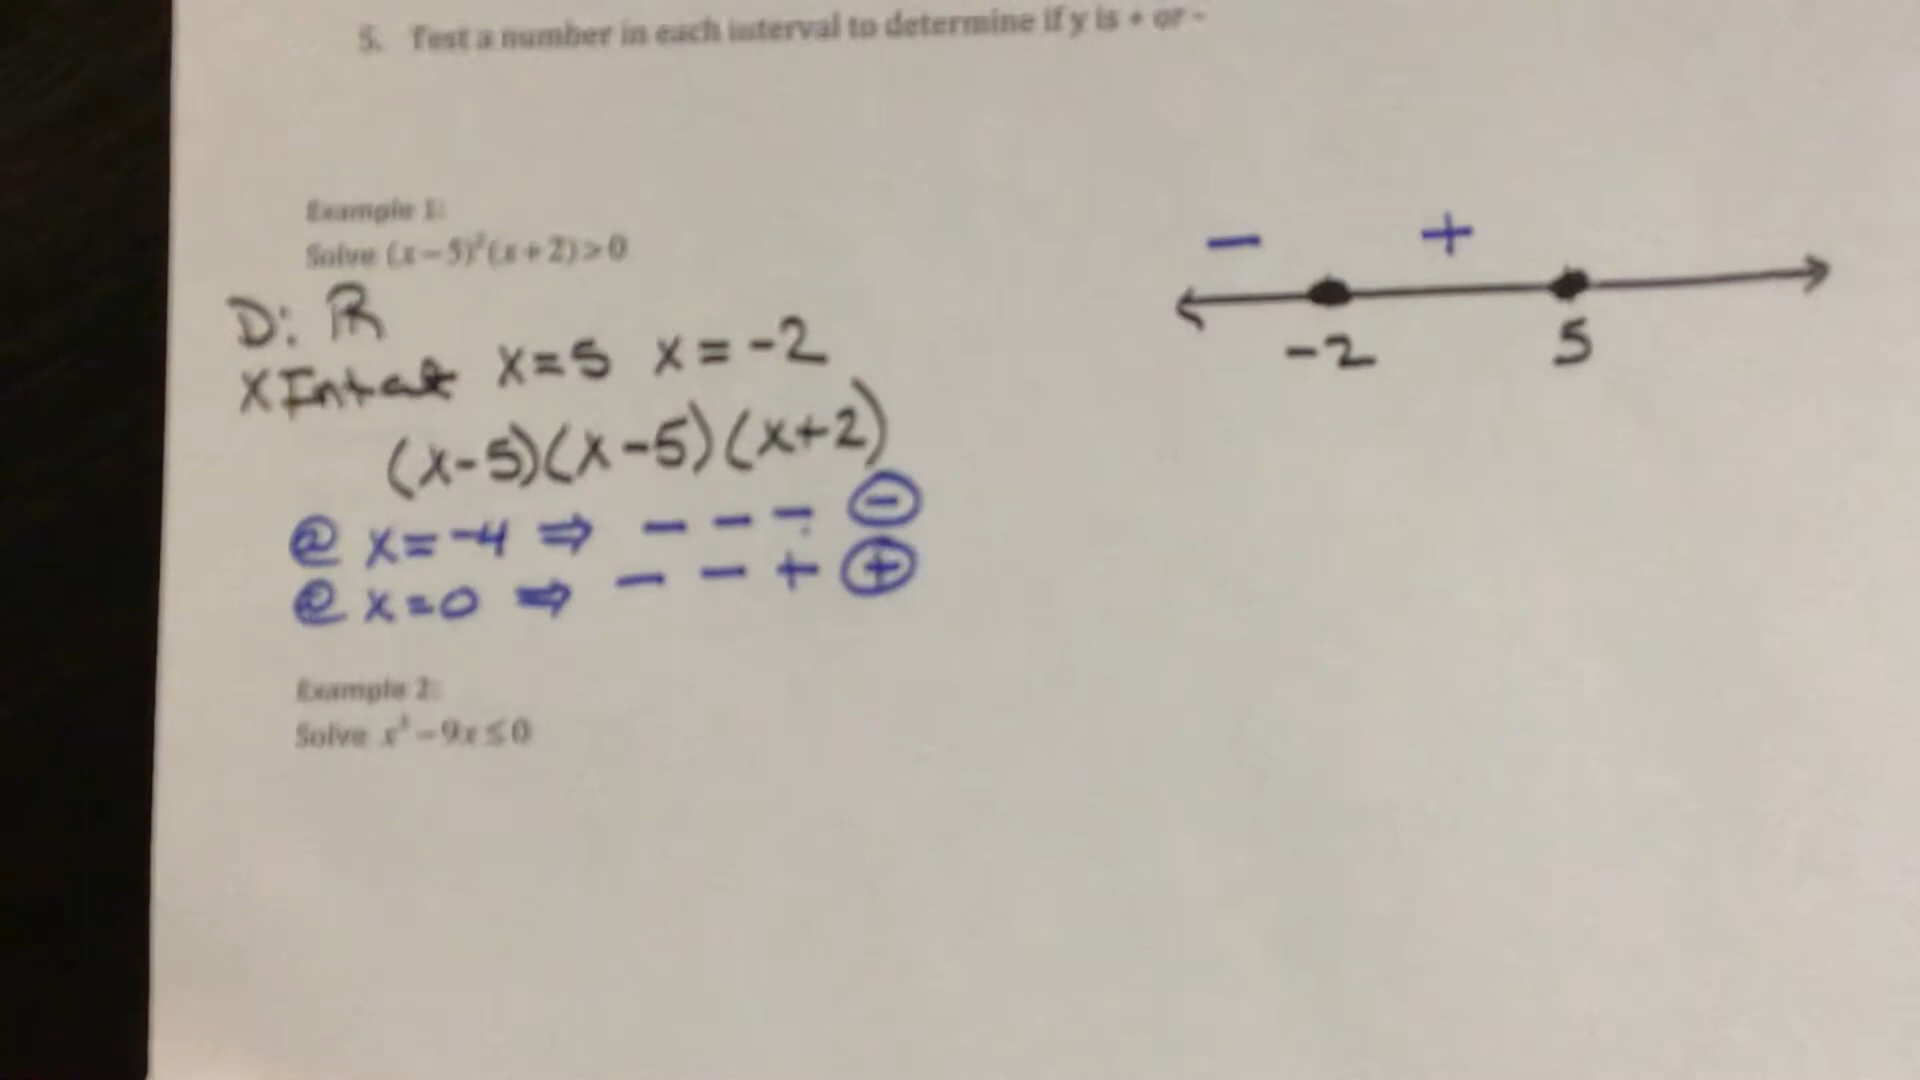 5. Test a number in each interval to determine if y is + or -
Example 1:
Solve (x-5)²(x+2)>0
D: ℝ
x=5 x=-2
(x-5)(x-5)(x+2)
@ x=-4 ⇒ - - - ⊖
@ x=0 ⇒ - - + ⊕
- +
-2 5
Example 2:
Solve x³-9x≤0